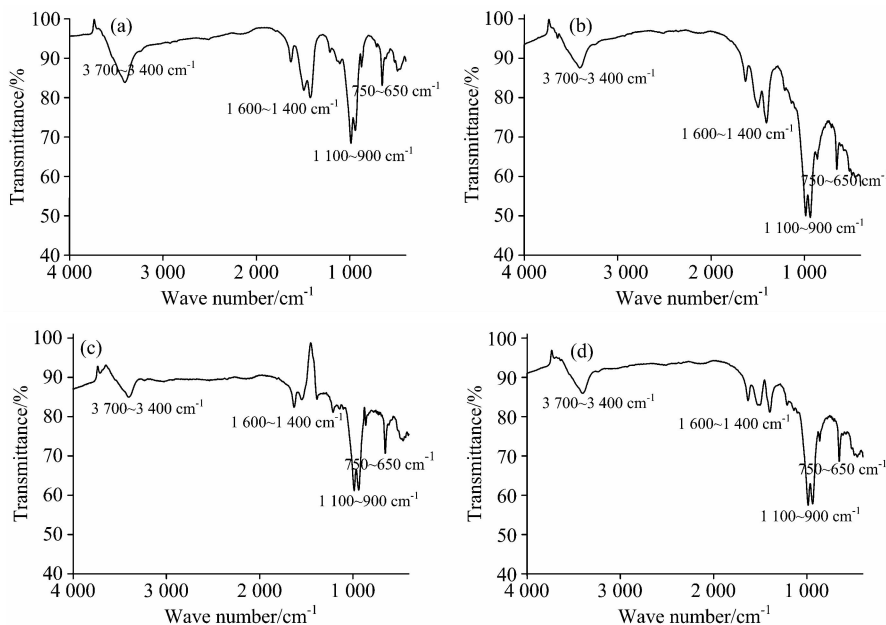 (a)
100
90
80
70
60
50
40
Transmittance/%
3 700~3 400 cm⁻¹
1 600~1 400 cm⁻¹
750~650 cm⁻¹
1 100~900 cm⁻¹
4 000
3 000
2 000
1 000
Wave number/cm⁻¹
(b)
100
90
80
70
60
50
40
Transmittance/%
3 700~3 400 cm⁻¹
1 600~1 400 cm⁻¹
750~650 cm⁻
1 100~900 cm⁻¹
4 000
3 000
2 000
1 000
Wave number/cm⁻¹
(c)
100
90
80
70
60
50
40
Transmittance/%
3 700~3 400 cm⁻¹
1 600~1 400 cm⁻¹
750~650 cm⁻¹
1 100~900 cm⁻¹
4 000
3 000
2 000
1 000
Wave number/cm⁻¹
(d)
100
90
80
70
60
50
40
Transmittance/%
3 700~3 400 cm⁻¹
1 600~1 400 cm⁻¹
750~650 cm⁻¹
1 100~900 cm⁻¹
4 000
3 000
2 000
1 000
Wave number/cm⁻¹